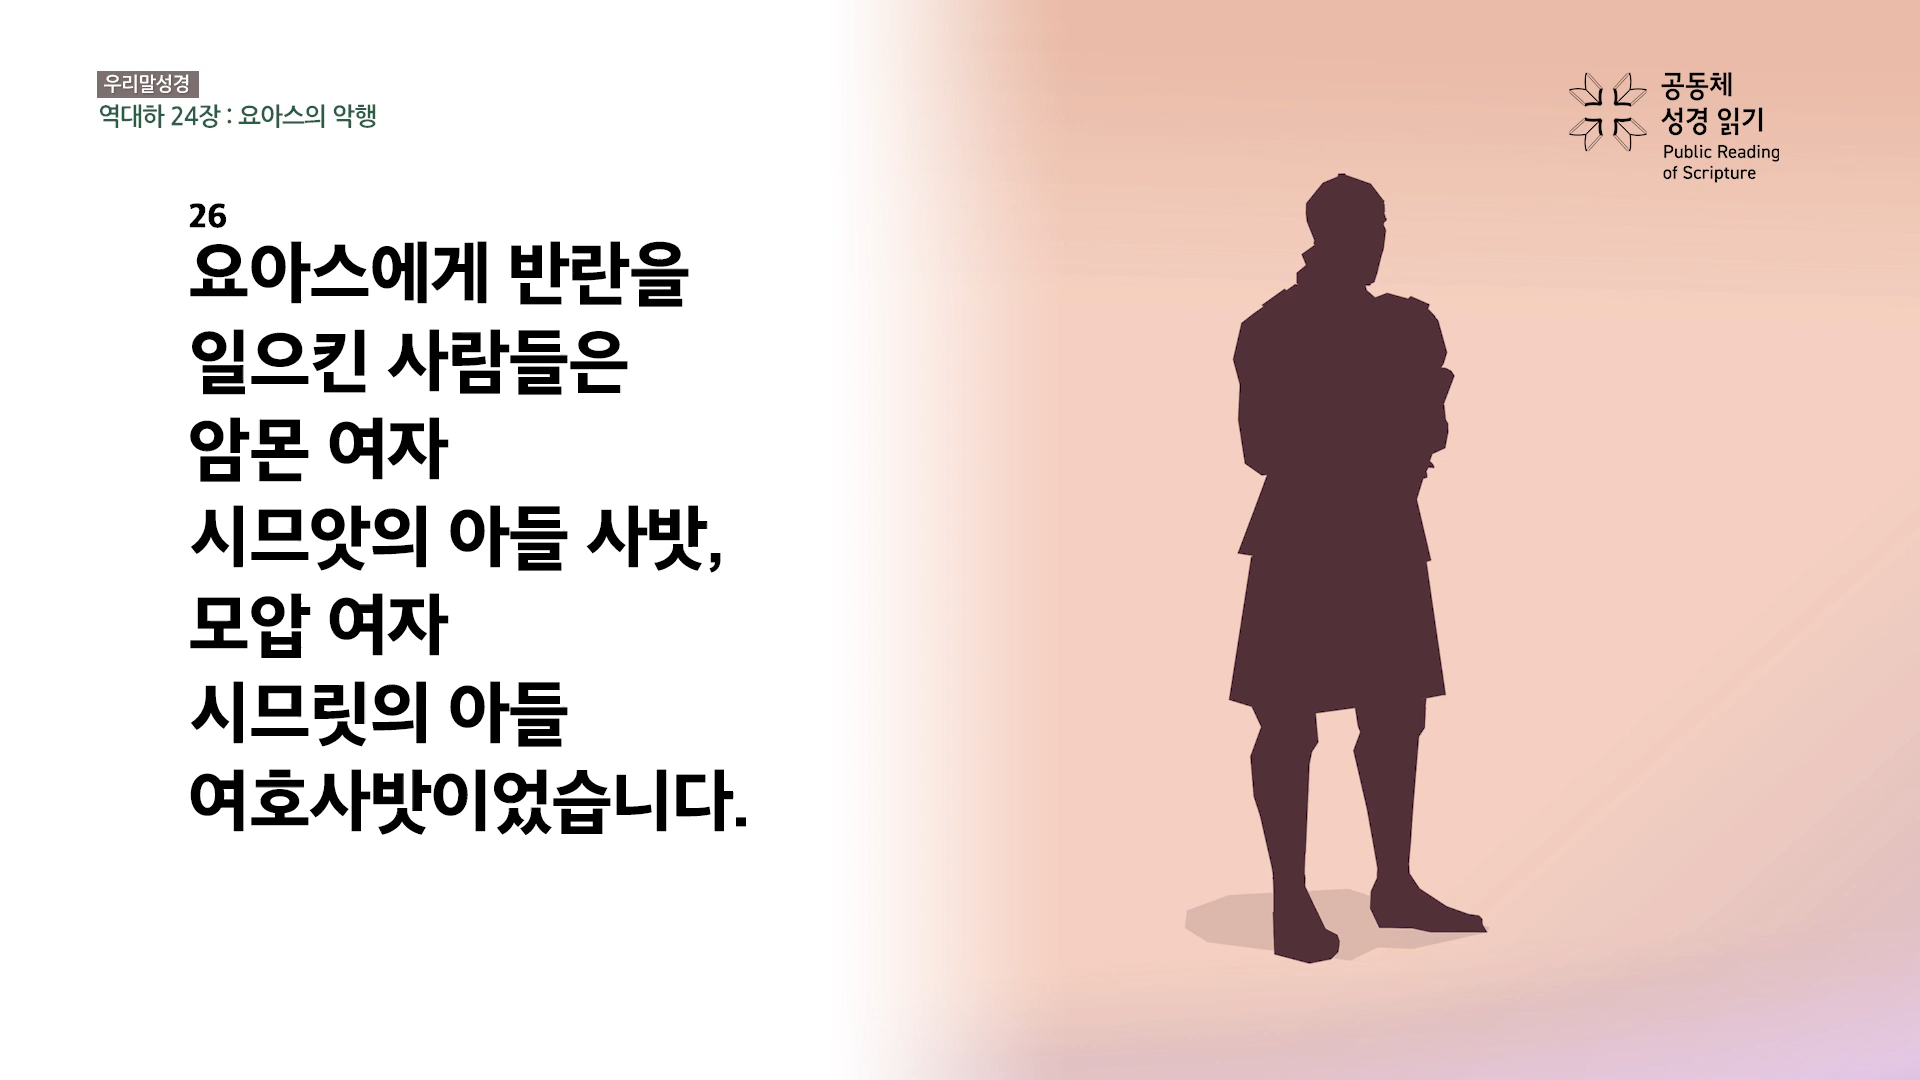 우리말성경
역대하 24장 : 요아스의 악행
공동체
성경 읽기
Public Reading
of Scripture
26
요아스에게 반란을
일으킨 사람들은
암몬 여자
시므앗의 아들 사밧,
모압 여자
시므릿의 아들
여호사밧이었습니다.